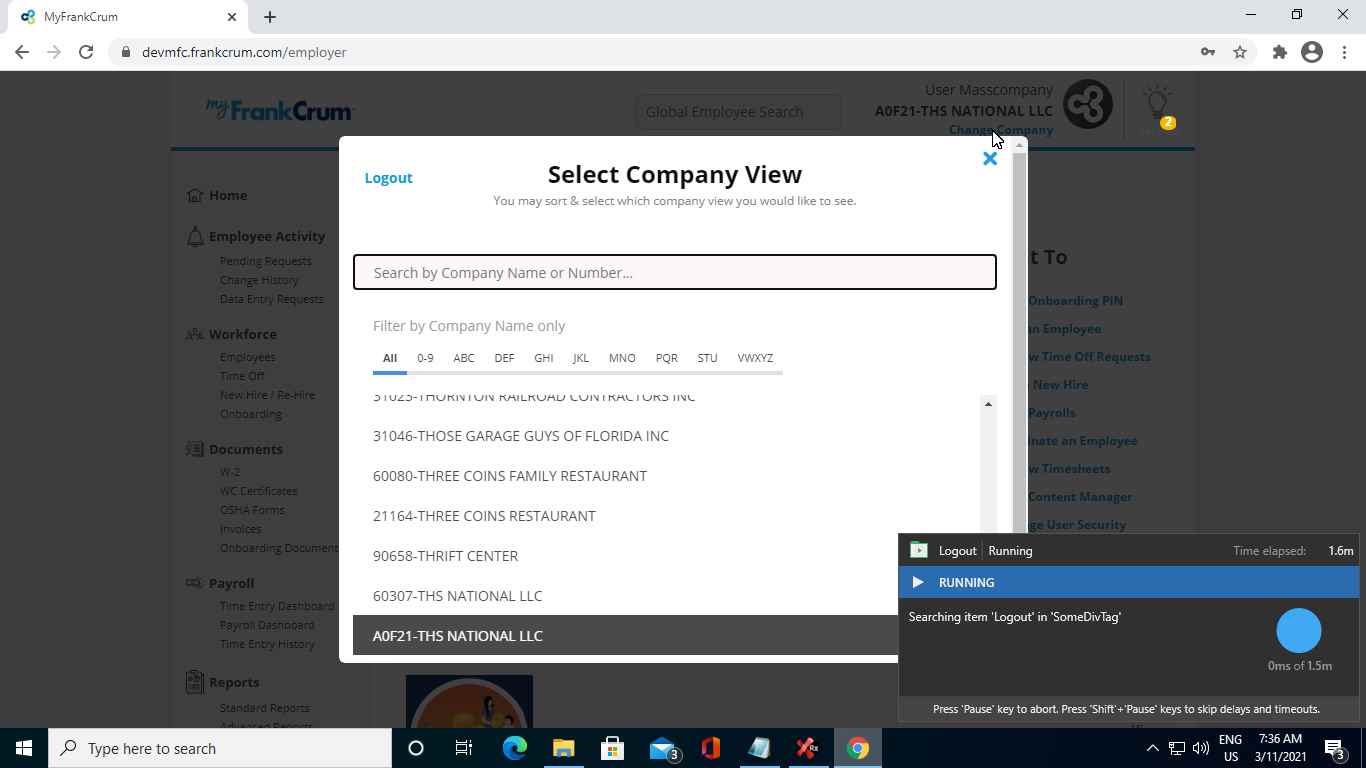 MyFrankCrum
devmfc.frankcrum.com/employer
my FrankCrum
Global Employee Search
User Masscompany
A0F21-THS NATIONAL LLC
Change Company
2
Home
Employee Activity
Pending Requests
Change History
Data Entry Requests
Workforce
Employees
Time Off
New Hire / Re-Hire
Onboarding
Documents
W-2
WC Certificates
OSHA Forms
Invoices
Onboarding Document
Payroll
Time Entry Dashboard
Payroll Dashboard
Time Entry History
Reports
Standard Reports
Advanced Reports
Logout
Select Company View
You may sort & select which company view you would like to see.
Search by Company Name or Number...
Filter by Company Name only
All 0-9 ABC DEF GHI JKL MNO PQR STU VWXYZ
31025-THORNTON RAILROAD CONTRACTORS INC
31046-THOSE GARAGE GUYS OF FLORIDA INC
60080-THREE COINS FAMILY RESTAURANT
21164-THREE COINS RESTAURANT
90658-THRIFT CENTER
60307-THS NATIONAL LLC
A0F21-THS NATIONAL LLC
t To
Onboarding PIN
an Employee
w Time Off Requests
New Hire
Payrolls
inate an Employee
w Timesheets
Content Manager
ge User Security
Logout Running Time elapsed: 1.6m
RUNNING
Searching item 'Logout' in 'SomeDivTag'
0ms of 1.5m
Press 'Pause' key to abort. Press 'Shift'+'Pause' keys to skip delays and timeouts.
Type here to search
3
Rx
ENG
US
7:36 AM
3/11/2021
3